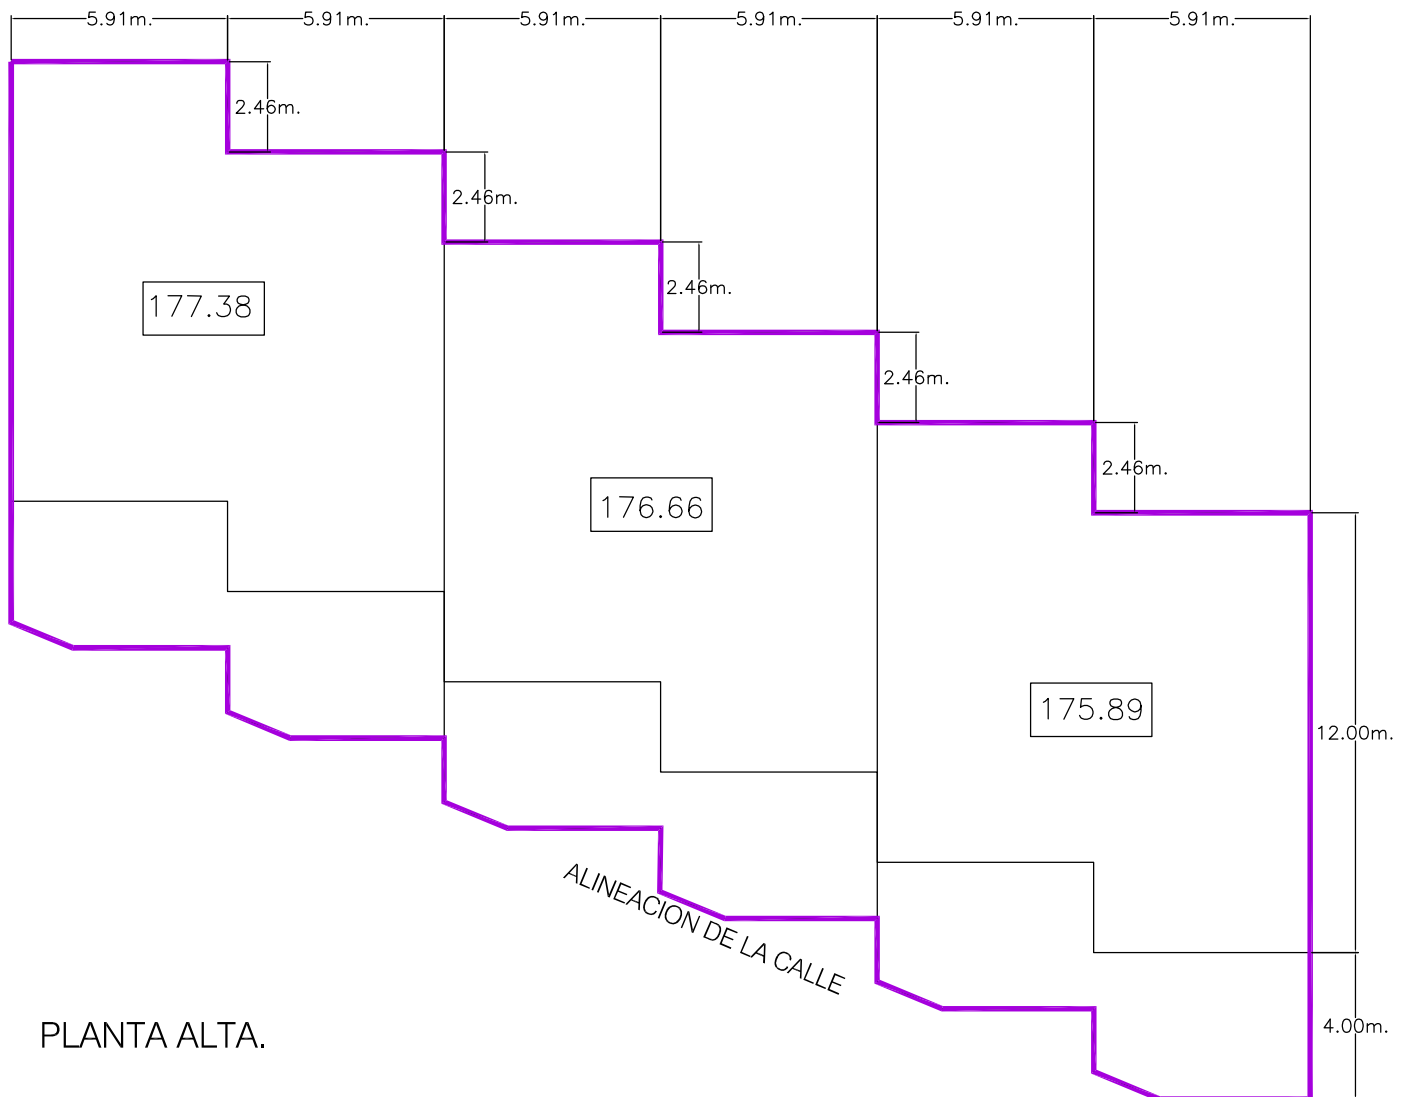 5.91m. 5.91m. 5.91m. 5.91m. 5.91m. 5.91m.
2.46m.
2.46m.
2.46m.
177.38
2.46m.
2.46m.
176.66
175.89
12.00m.
ALINEACION DE LA CALLE
4.00m.
PLANTA ALTA.